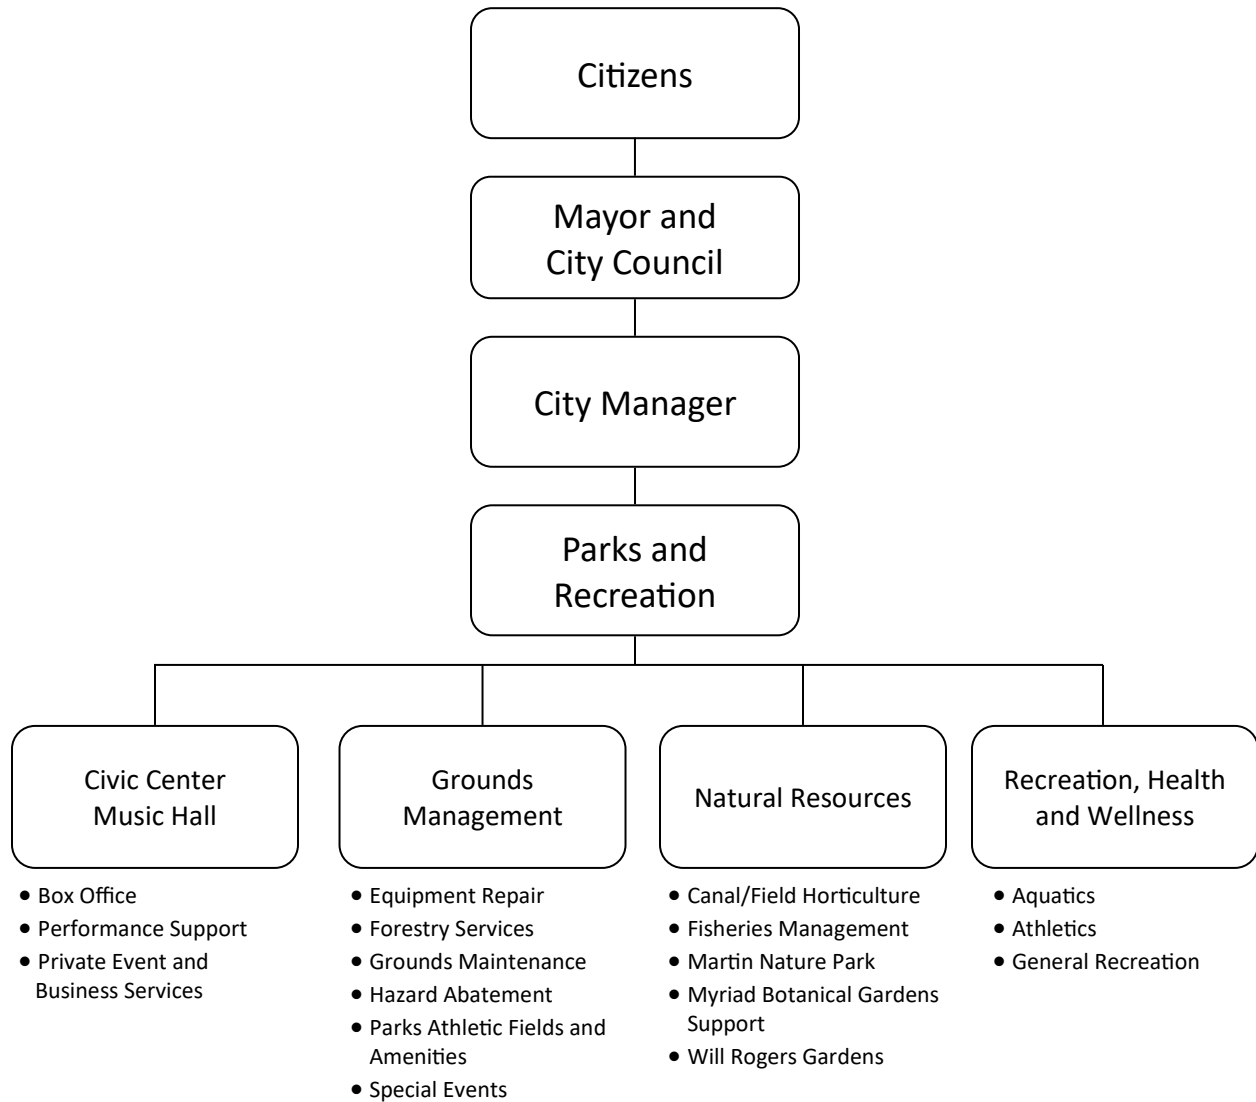 Citizens
Mayor and
City Council
City Manager
Parks and
Recreation
Civic Center
Music Hall
• Box Office
• Performance Support
• Private Event and
Business Services
Grounds
Management
• Equipment Repair
• Forestry Services
• Grounds Maintenance
• Hazard Abatement
• Parks Athletic Fields and
Amenities
• Special Events
Natural Resources
• Canal/Field Horticulture
• Fisheries Management
• Martin Nature Park
• Myriad Botanical Gardens
Support
• Will Rogers Gardens
Recreation, Health
and Wellness
• Aquatics
• Athletics
• General Recreation